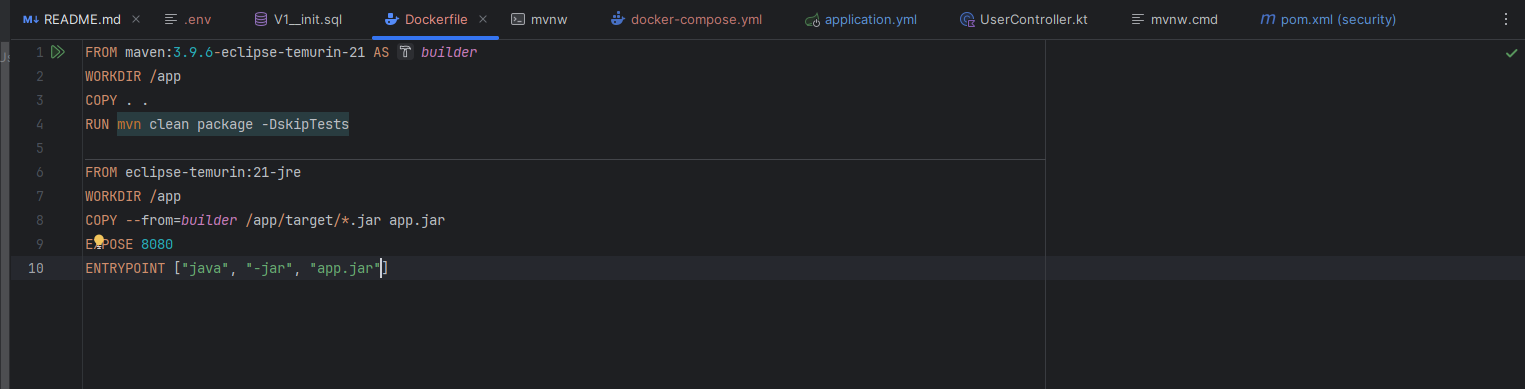 README.md .env V1__init.sql Dockerfile mvnw docker-compose.yml application.yml UserController.kt mvnw.cmd pom.xml (security)
1 FROM maven:3.9.6-eclipse-temurin-21 AS builder
2 WORKDIR /app
3 COPY . .
4 RUN mvn clean package -DskipTests
5
6 FROM eclipse-temurin:21-jre
7 WORKDIR /app
8 COPY --from=builder /app/target/*.jar app.jar
9 EXPOSE 8080
10 ENTRYPOINT ["java", "-jar", "app.jar"]